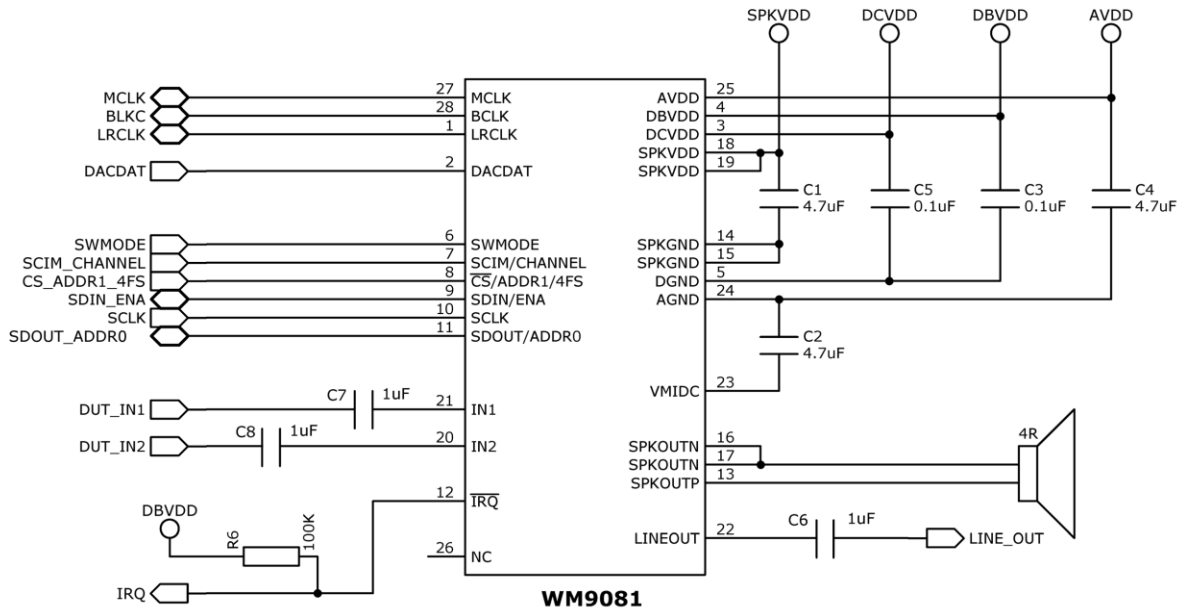 SPKVDD DCVDD DBVDD AVDD
MCLK 27 MCLK AVDD 25
BLKC 28 BCLK DBVDD 4
LRCLK 1 LRCLK DCVDD 3
SPKVDD 18
DACDAT 2 DACDAT SPKVDD 19
C1 C5 C3 C4
4.7uF 0.1uF 0.1uF 4.7uF
SWMODE 6 SWMODE SPKGND 14
SCIM_CHANNEL 7 SCIM/CHANNEL SPKGND 15
CS_ADDR1_4FS 8 CS/ADDR1/4FS DGND 5
SDIN_ENA 9 SDIN/ENA AGND 24
SCLK 10 SCLK
SDOUT_ADDR0 11 SDOUT/ADDR0
C2
4.7uF
VMIDC 23
C7 1uF
DUT_IN1 21 IN1
C8 1uF
DUT_IN2 20 IN2
SPKOUTN 16
4R
SPKOUTN 17
SPKOUTP 13
12 IRQ
DBVDD
R6 100K
C6 1uF
LINEOUT 22 LINE_OUT
26 NC
IRQ
WM9081